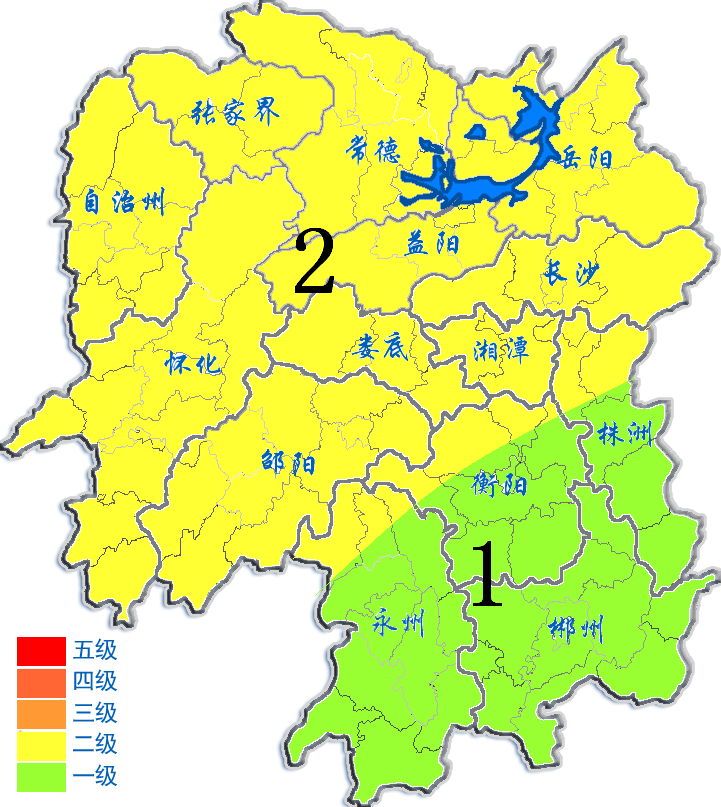 张家界
常德
岳阳
自治州
益阳
2
长沙
怀化
娄底
湘潭
株洲
邵阳
衡阳
1
永州
郴州
五级
四级
三级
二级
一级